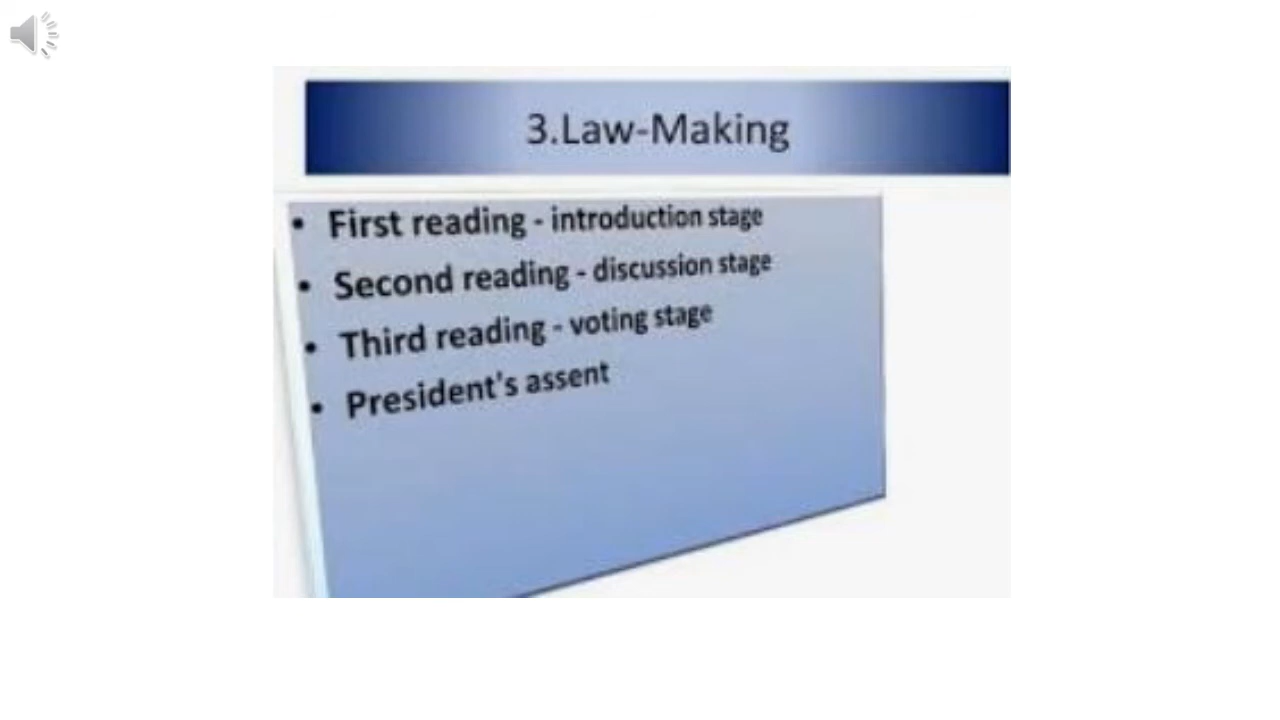 3.Law-Making
• First reading - introduction stage
• Second reading - discussion stage
• Third reading - voting stage
• President's assent